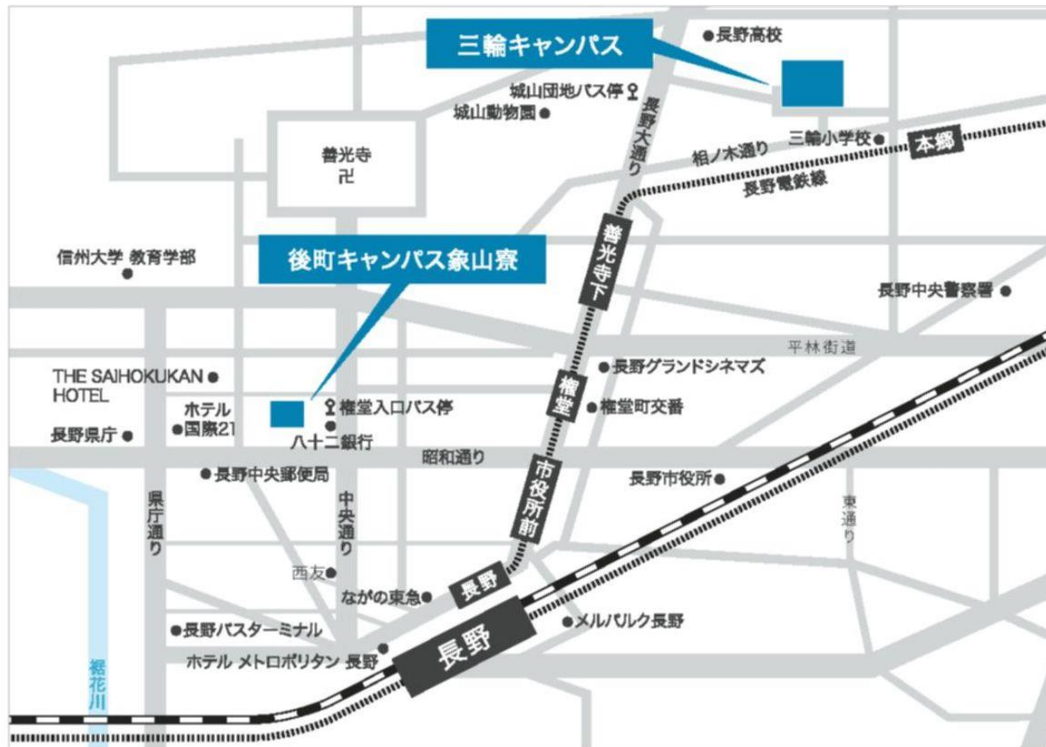 三輪キャンパス
長野高校
城山団地バス停
城山動物園
長野大通り
善光寺
卍
相ノ木通り
三輪小学校
本郷
長野電鉄線
後町キャンパス象山寮
信州大学 教育学部
善光寺下
長野中央警察署
平林街道
長野グランドシネマズ
THE SAIHOKUKAN
HOTEL
ホテル
国際21
権堂入口バス停
権堂
権堂町交番
長野県庁
八十二銀行
昭和通り
長野中央郵便局
市役所前
長野市役所
県庁通り
中央通り
東通り
西友
ながの東急
長野
長野バスターミナル
メルパルク長野
ホテル メトロポリタン 長野
長野
裾花川